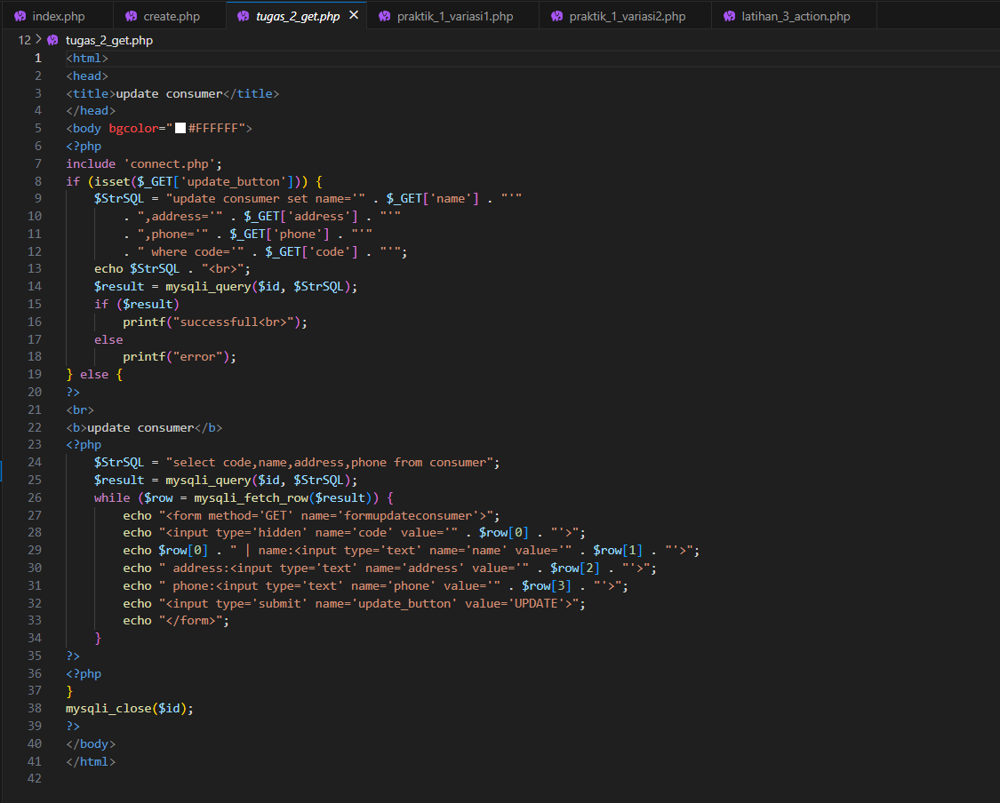 index.php create.php tugas_2_get.php × praktik_1_variasi1.php praktik_1_variasi2.php latihan_3_action.php
12 > tugas_2_get.php
1 <html>
2 <head>
3 <title>update consumer</title>
4 </head>
5 <body bgcolor="#FFFFFF">
6 <?php
7 include 'connect.php';
8 if (isset($_GET['update_button'])) {
9     $StrSQL = "update consumer set name='" . $_GET['name'] . "'"
10         . ",address='" . $_GET['address'] . "'"
11         . ",phone='" . $_GET['phone'] . "'"
12         . " where code='" . $_GET['code'] . "'";
13     echo $StrSQL . "<br>";
14     $result = mysqli_query($id, $StrSQL);
15     if ($result)
16         printf("successfull<br>");
17     else
18         printf("error");
19 } else {
20 ?>
21 <br>
22 <b>update consumer</b>
23 <?php
24     $StrSQL = "select code,name,address,phone from consumer";
25     $result = mysqli_query($id, $StrSQL);
26     while ($row = mysqli_fetch_row($result)) {
27         echo "<form method='GET' name='formupdateconsumer'>";
28         echo "<input type='hidden' name='code' value='" . $row[0] . "'>";
29         echo $row[0] . " | name:<input type='text' name='name' value='" . $row[1] . "'>";
30         echo " address:<input type='text' name='address' value='" . $row[2] . "'>";
31         echo " phone:<input type='text' name='phone' value='" . $row[3] . "'>";
32         echo "<input type='submit' name='update_button' value='UPDATE'>";
33         echo "</form>";
34     }
35 ?>
36 <?php
37 }
38 mysqli_close($id);
39 ?>
40 </body>
41 </html>
42